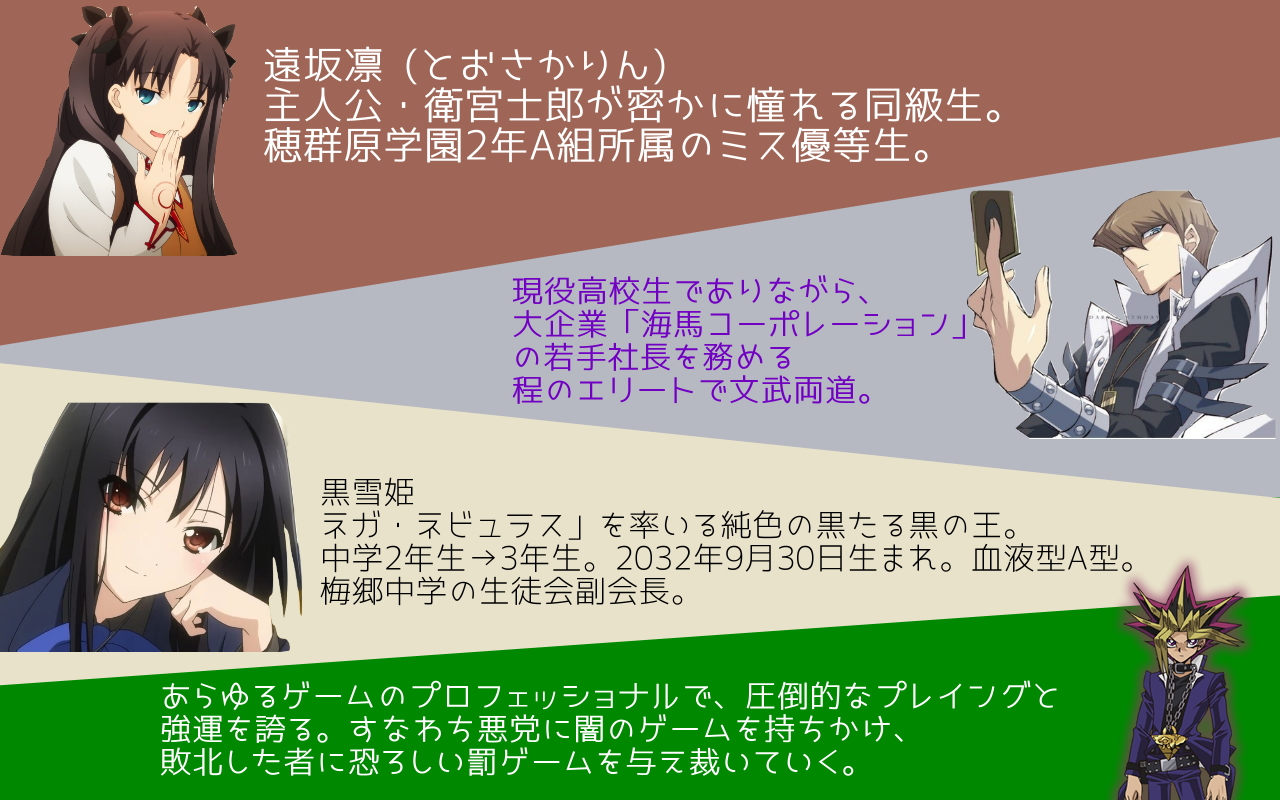 遠坂凛 (とおさかりん)
主人公・衛宮士郎が密かに憧れる同級生。
穂群原学園2年A組所属のミス優等生。
現役高校生でありながら、
大企業「海馬コーポレーション」
の若手社長を務める
程のエリートで文武両道。
黒雪姫
ネガ・ネビュラス」を率いる純色の黒たる黒の王。
中学2年生→3年生。2032年9月30日生まれ。血液型A型。
梅郷中学の生徒会副会長。
あらゆるゲームのプロフェッショナルで、圧倒的なプレイングと
強運を誇る。すなわち悪党に闇のゲームを持ちかけ、
敗北した者に恐ろしい罰ゲームを与え裁いていく。